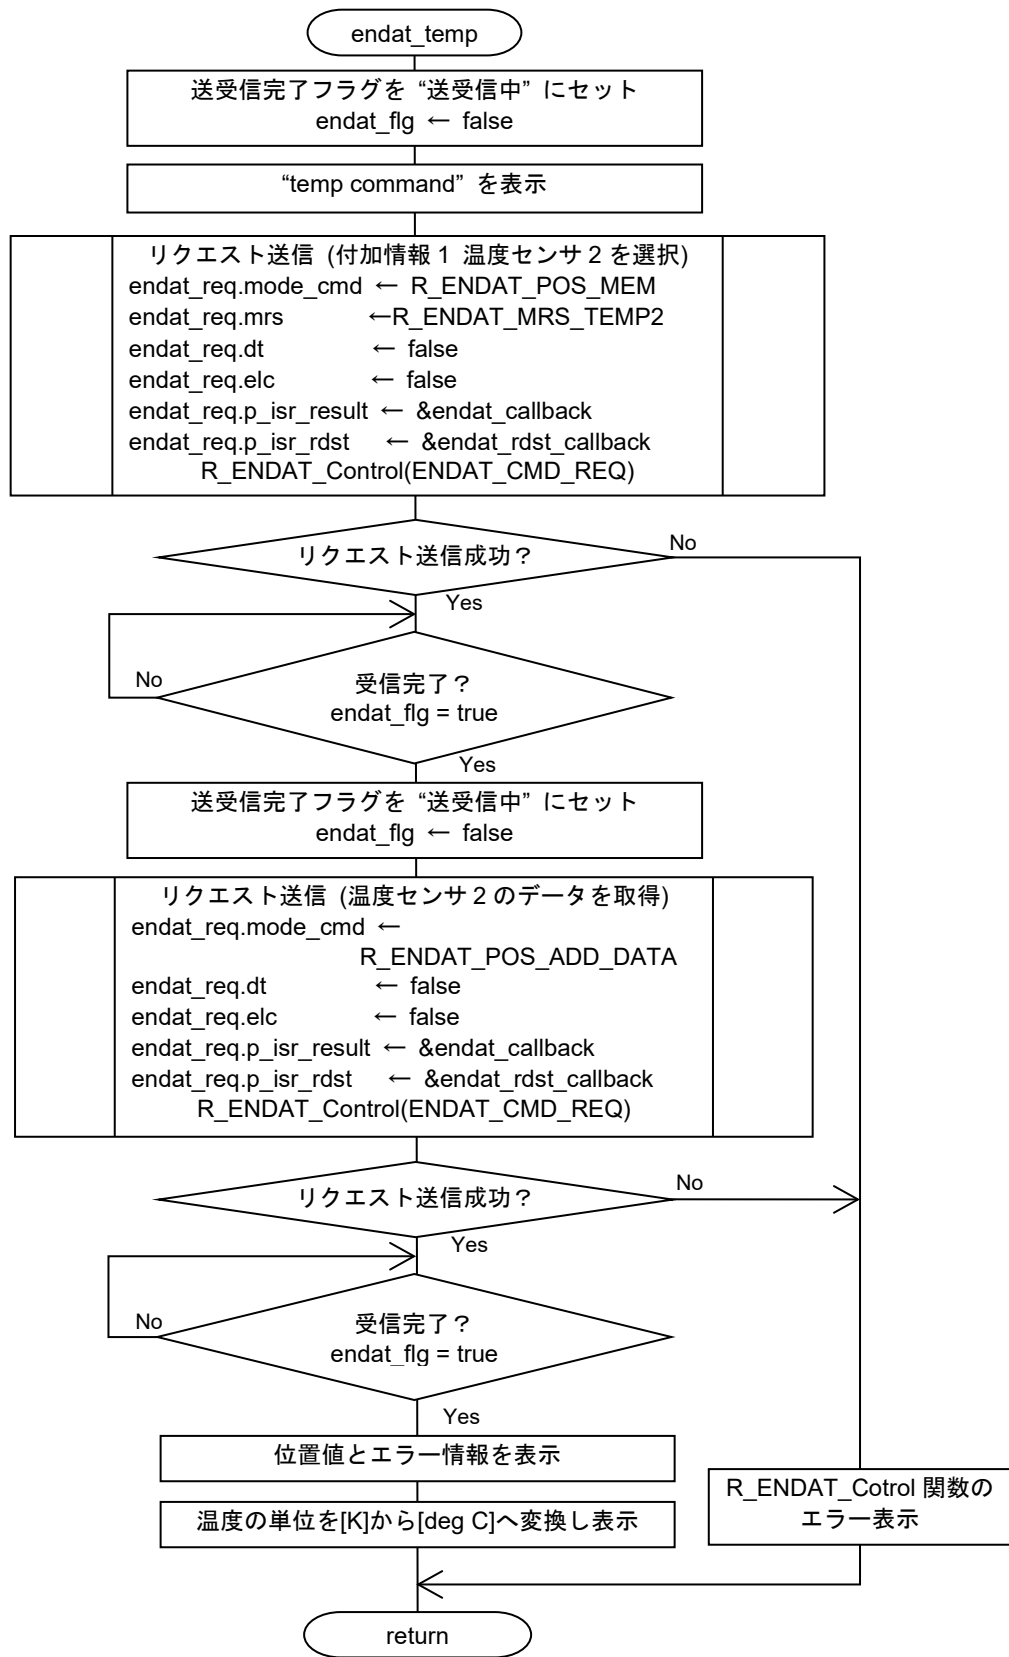 endat_temp
送受信完了フラグを “送受信中” にセット
endat_flg ← false
“temp command” を表示
リクエスト送信 (付加情報 1 温度センサ 2 を選択)
endat_req.mode_cmd ← R_ENDAT_POS_MEM
endat_req.mrs ←R_ENDAT_MRS_TEMP2
endat_req.dt ← false
endat_req.elc ← false
endat_req.p_isr_result ← &endat_callback
endat_req.p_isr_rdst ← &endat_rdst_callback
R_ENDAT_Control(ENDAT_CMD_REQ)
リクエスト送信成功？
No
Yes
受信完了？
endat_flg = true
No
Yes
送受信完了フラグを “送受信中” にセット
endat_flg ← false
リクエスト送信 (温度センサ 2 のデータを取得)
endat_req.mode_cmd ←
R_ENDAT_POS_ADD_DATA
endat_req.dt ← false
endat_req.elc ← false
endat_req.p_isr_result ← &endat_callback
endat_req.p_isr_rdst ← &endat_rdst_callback
R_ENDAT_Control(ENDAT_CMD_REQ)
リクエスト送信成功？
No
Yes
受信完了？
endat_flg = true
No
Yes
位置値とエラー情報を表示
温度の単位を[K]から[deg C]へ変換し表示
R_ENDAT_Cotrol 関数の
エラー表示
return